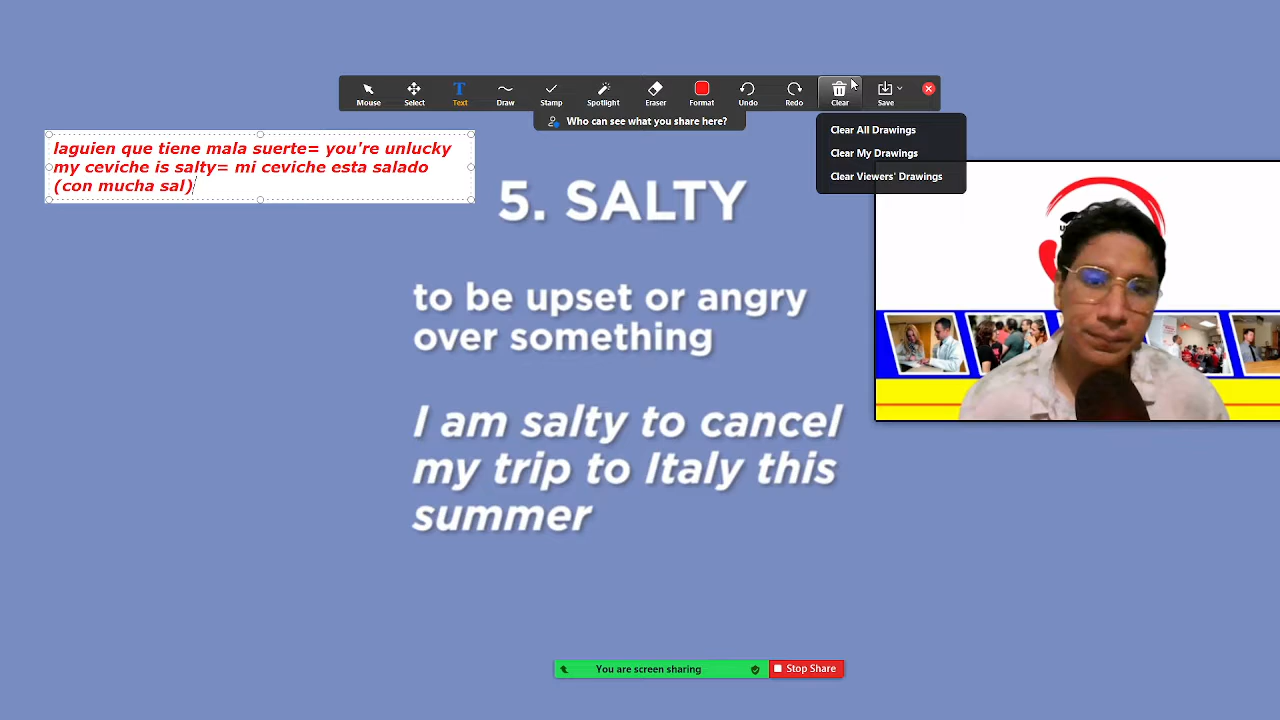 Mouse
Select
Text
Draw
Stamp
Spotlight
Eraser
Format
Undo
Redo
Clear
Save
Who can see what you share here?
Clear All Drawings
Clear My Drawings
Clear Viewers' Drawings
laguien que tiene mala suerte= you're unlucky
my ceviche is salty= mi ceviche esta salado
(con mucha sal)
5. SALTY
to be upset or angry
over something
I am salty to cancel
my trip to Italy this
summer
You are screen sharing
Stop Share